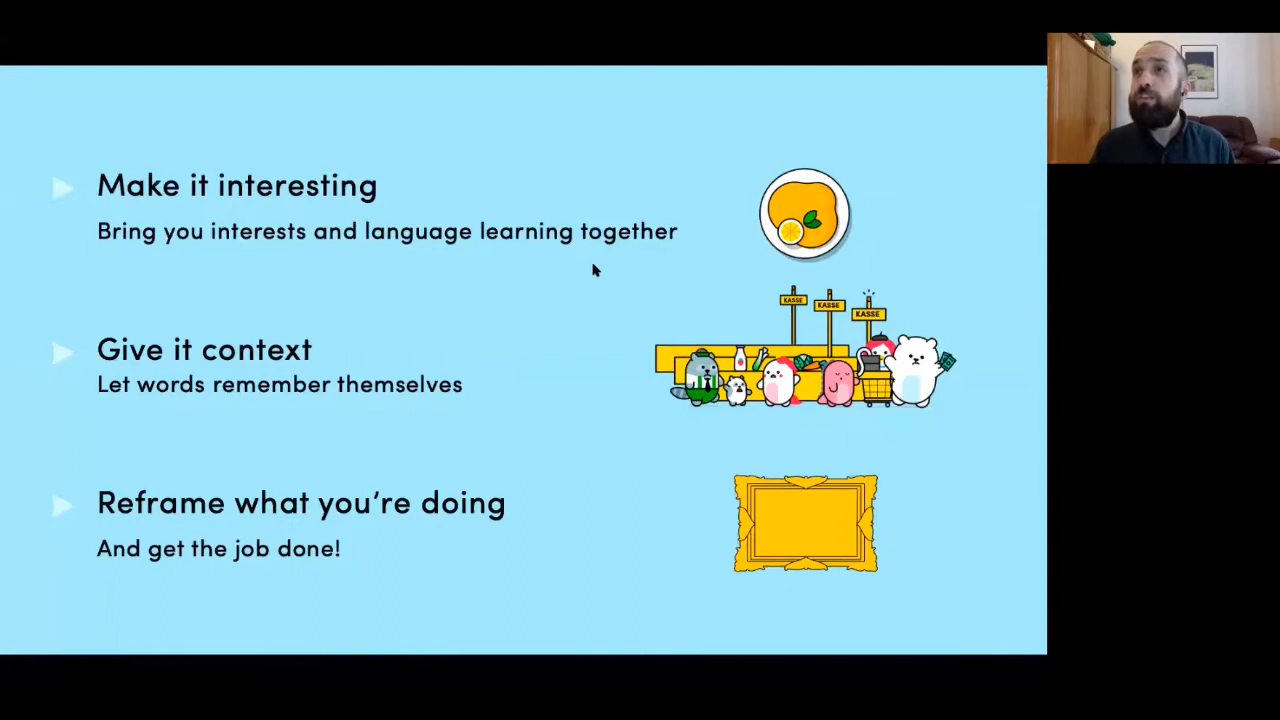 Make it interesting
Bring you interests and language learning together
KASSE
KASSE
KASSE
Give it context
Let words remember themselves
Reframe what you're doing
And get the job done!